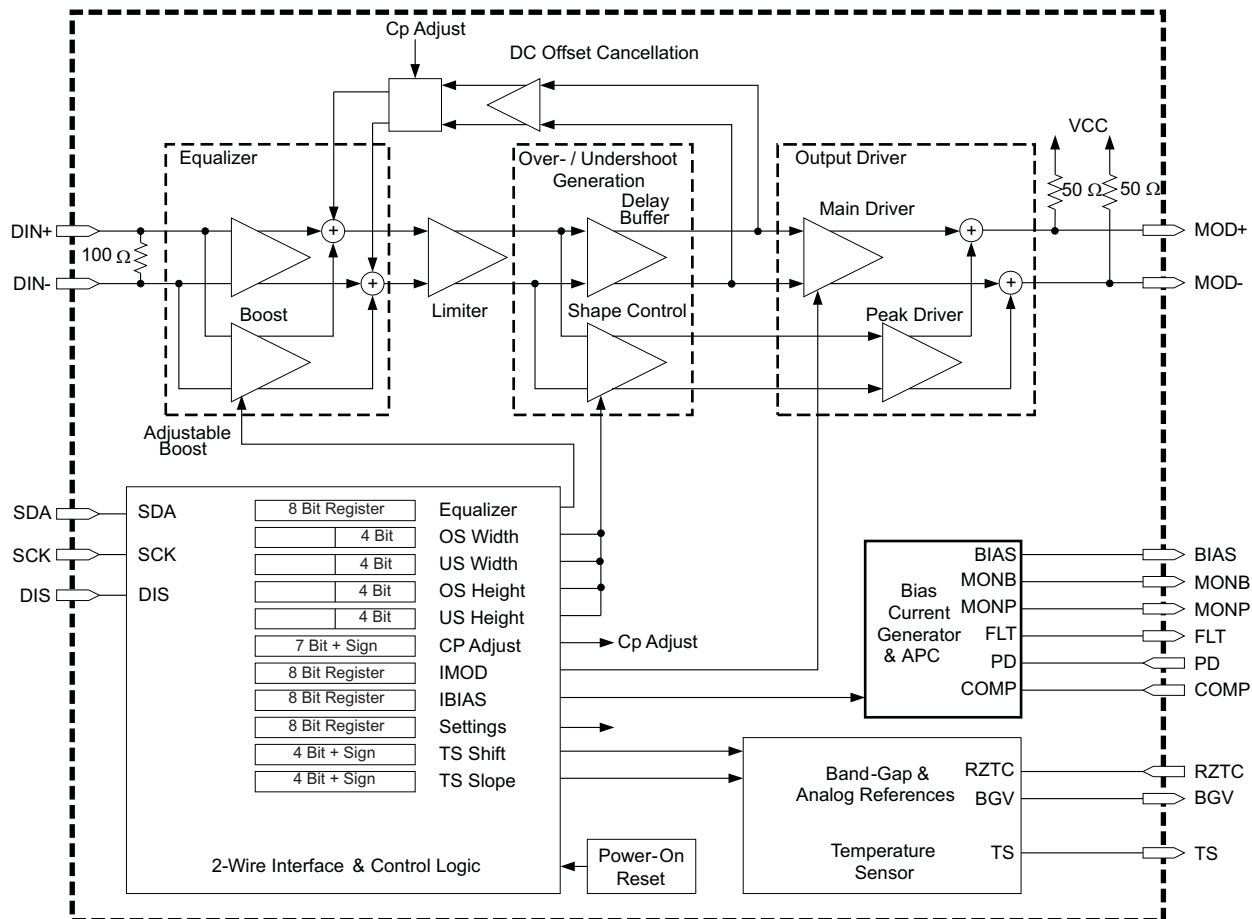 Cp Adjust
DC Offset Cancellation
VCC
Equalizer
Over- / Undershoot
Generation
Output Driver
50 Ω
50 Ω
Delay
Buffer
Main Driver
DIN+
100 Ω
DIN-
+
+
+
+
MOD+
MOD-
Boost
Limiter
Shape Control
Peak Driver
Adjustable
Boost
SDA
SCK
DIS
SDA
SCK
DIS
8 Bit Register
Equalizer
4 Bit
OS Width
4 Bit
US Width
4 Bit
OS Height
4 Bit
US Height
7 Bit + Sign
CP Adjust
Cp Adjust
8 Bit Register
IMOD
8 Bit Register
IBIAS
8 Bit Register
Settings
4 Bit + Sign
TS Shift
4 Bit + Sign
TS Slope
2-Wire Interface & Control Logic
Power-On
Reset
Bias
Current
Generator
& APC
BIAS
MONB
MONP
FLT
PD
COMP
BIAS
MONB
MONP
FLT
PD
COMP
Band-Gap &
Analog References
Temperature
Sensor
RZTC
BGV
TS
RZTC
BGV
TS